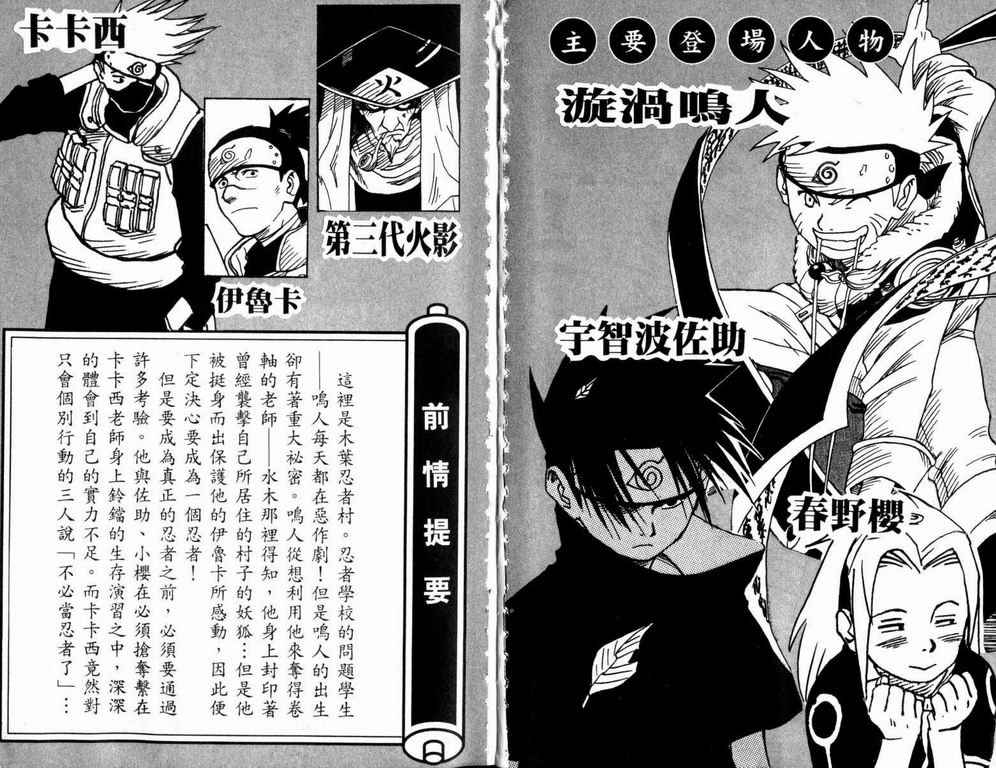 主要登場人物
漩渦鳴人
宇智波佐助
春野櫻
火
第三代火影
伊魯卡
卡卡西
前情提要
這裡是木葉忍者村。忍者學校的問題學生
——鳴人每天都在惡作劇！但是鳴人的出生
卻有著重大祕密。鳴人從想利用他來奪得卷
軸的老師——水木那裡得知，他身上封印著
曾經襲擊自己所居住的村子的妖狐…但是他
被挺身而出保護他的伊魯卡所感動，因此便
下定決心要成為一個忍者！
但是要成為真正的忍者之前，必須要通過
許多考驗。他與佐助、小櫻在必須搶奪繫在
卡卡西老師身上鈴鐺的生存演習之中，深深
的體會到自己的實力不足。而卡卡西竟然對
只會個別行動的三人說「不必當忍者了」…